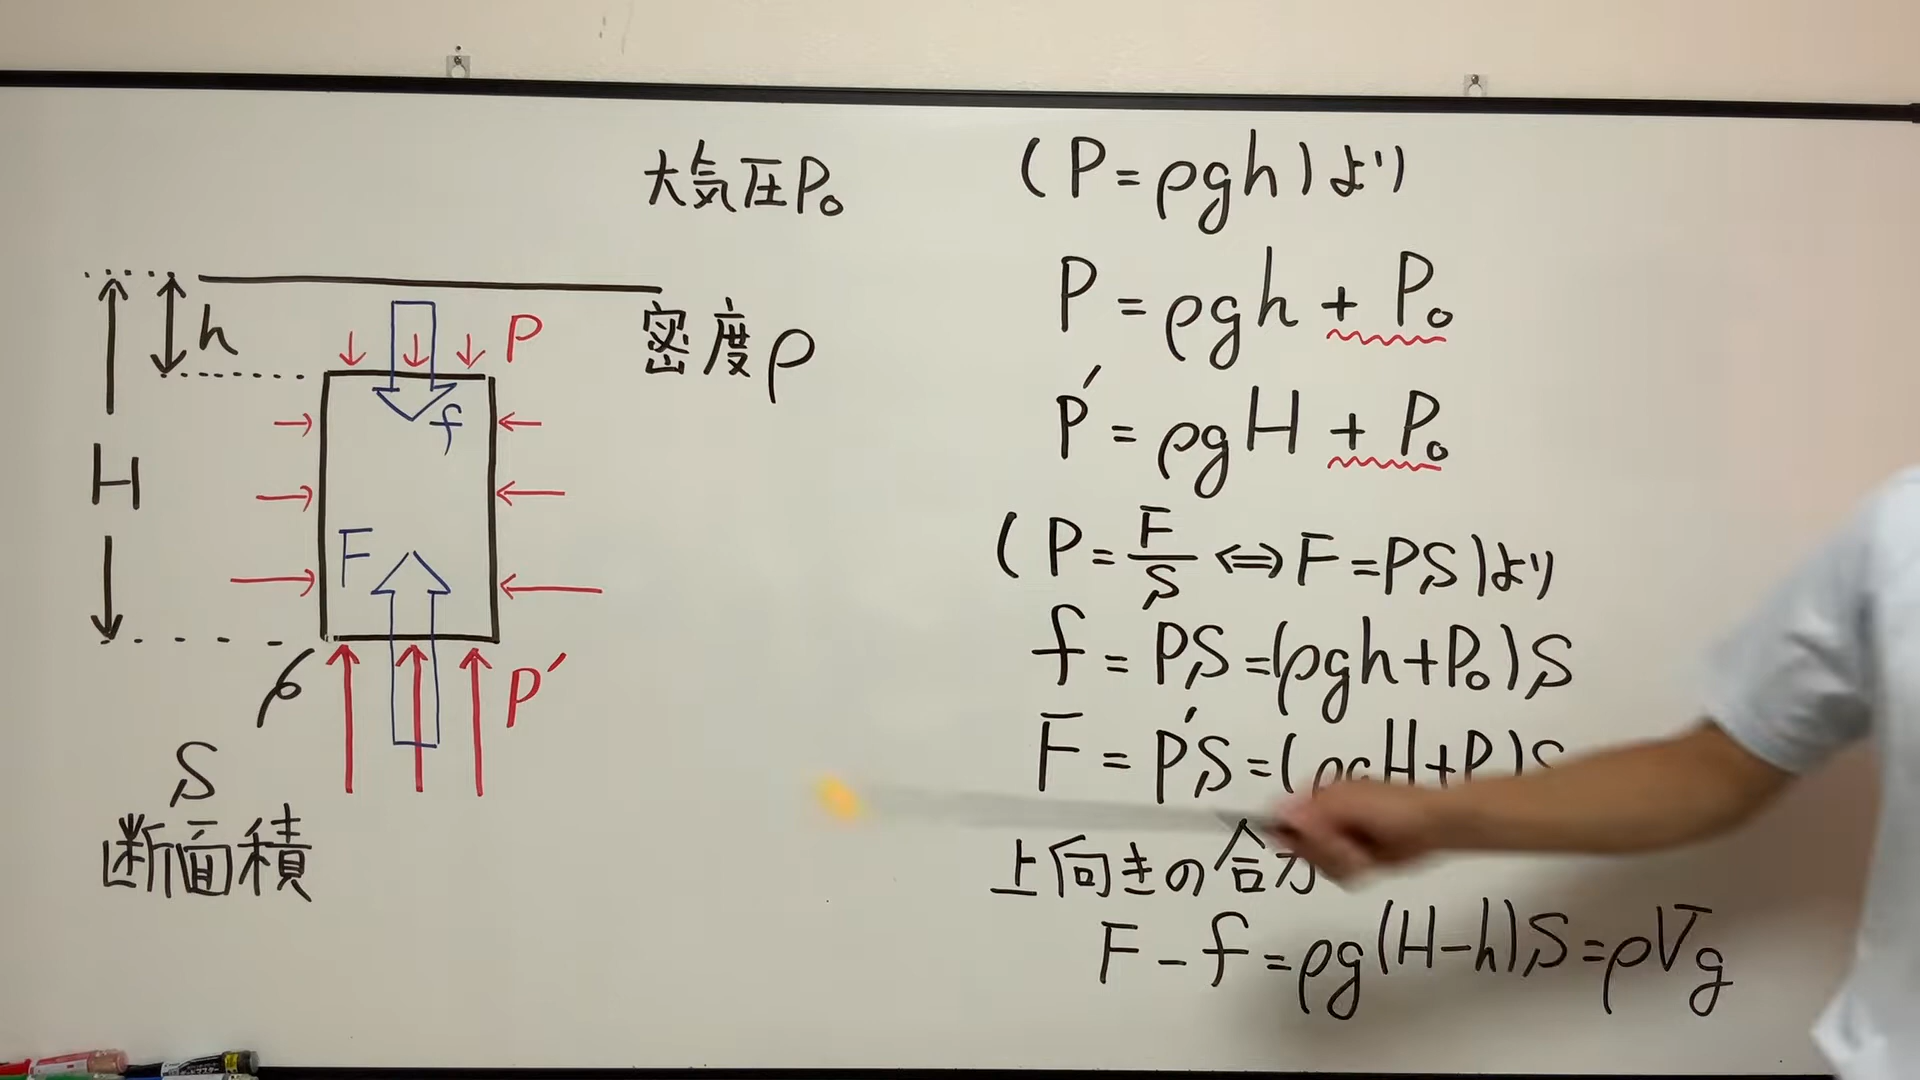 大気圧P₀
h
P
密度ρ
f
H
F
P′
S
断面積
(P=ρgh)より
P=ρgh+P₀
P′=ρgH+P₀
(P=F/S⇔F=PS)より
f=PS=(ρgh+P₀)S
F=P′S=(ρgH+P
上向きの合
F-f=ρg(H-h)S=ρVg